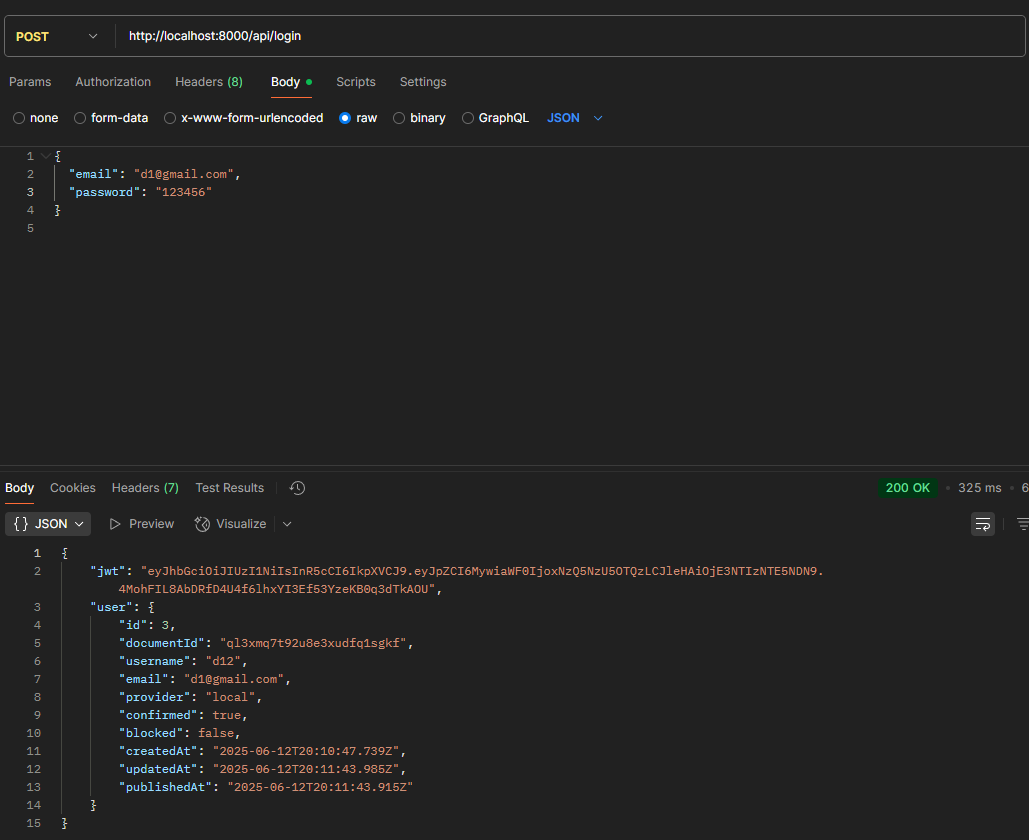 POST http://localhost:8000/api/login
Params Authorization Headers (8) Body Scripts Settings
none form-data x-www-form-urlencoded raw binary GraphQL JSON
1 {
2 "email": "d1@gmail.com",
3 "password": "123456"
4 }
5
Body Cookies Headers (7) Test Results 200 OK 325 ms 6
{} JSON Preview Visualize
1 {
2 "jwt": "eyJhbGciOiJIUzI1NiIsInR5cCI6IkpXVCJ9.eyJpZCI6MywiaWF0IjoxNzQ5NzU5OTQzLCJleHAiOjE3NTIzNTE5NDN9.
4MohFIL8AbDRfD4U4f6lhxYI3Ef53YzeKB0q3dTkAOU",
3 "user": {
4 "id": 3,
5 "documentId": "ql3xmq7t92u8e3xudfq1sgkf",
6 "username": "d12",
7 "email": "d1@gmail.com",
8 "provider": "local",
9 "confirmed": true,
10 "blocked": false,
11 "createdAt": "2025-06-12T20:10:47.739Z",
12 "updatedAt": "2025-06-12T20:11:43.985Z",
13 "publishedAt": "2025-06-12T20:11:43.915Z"
14 }
15 }